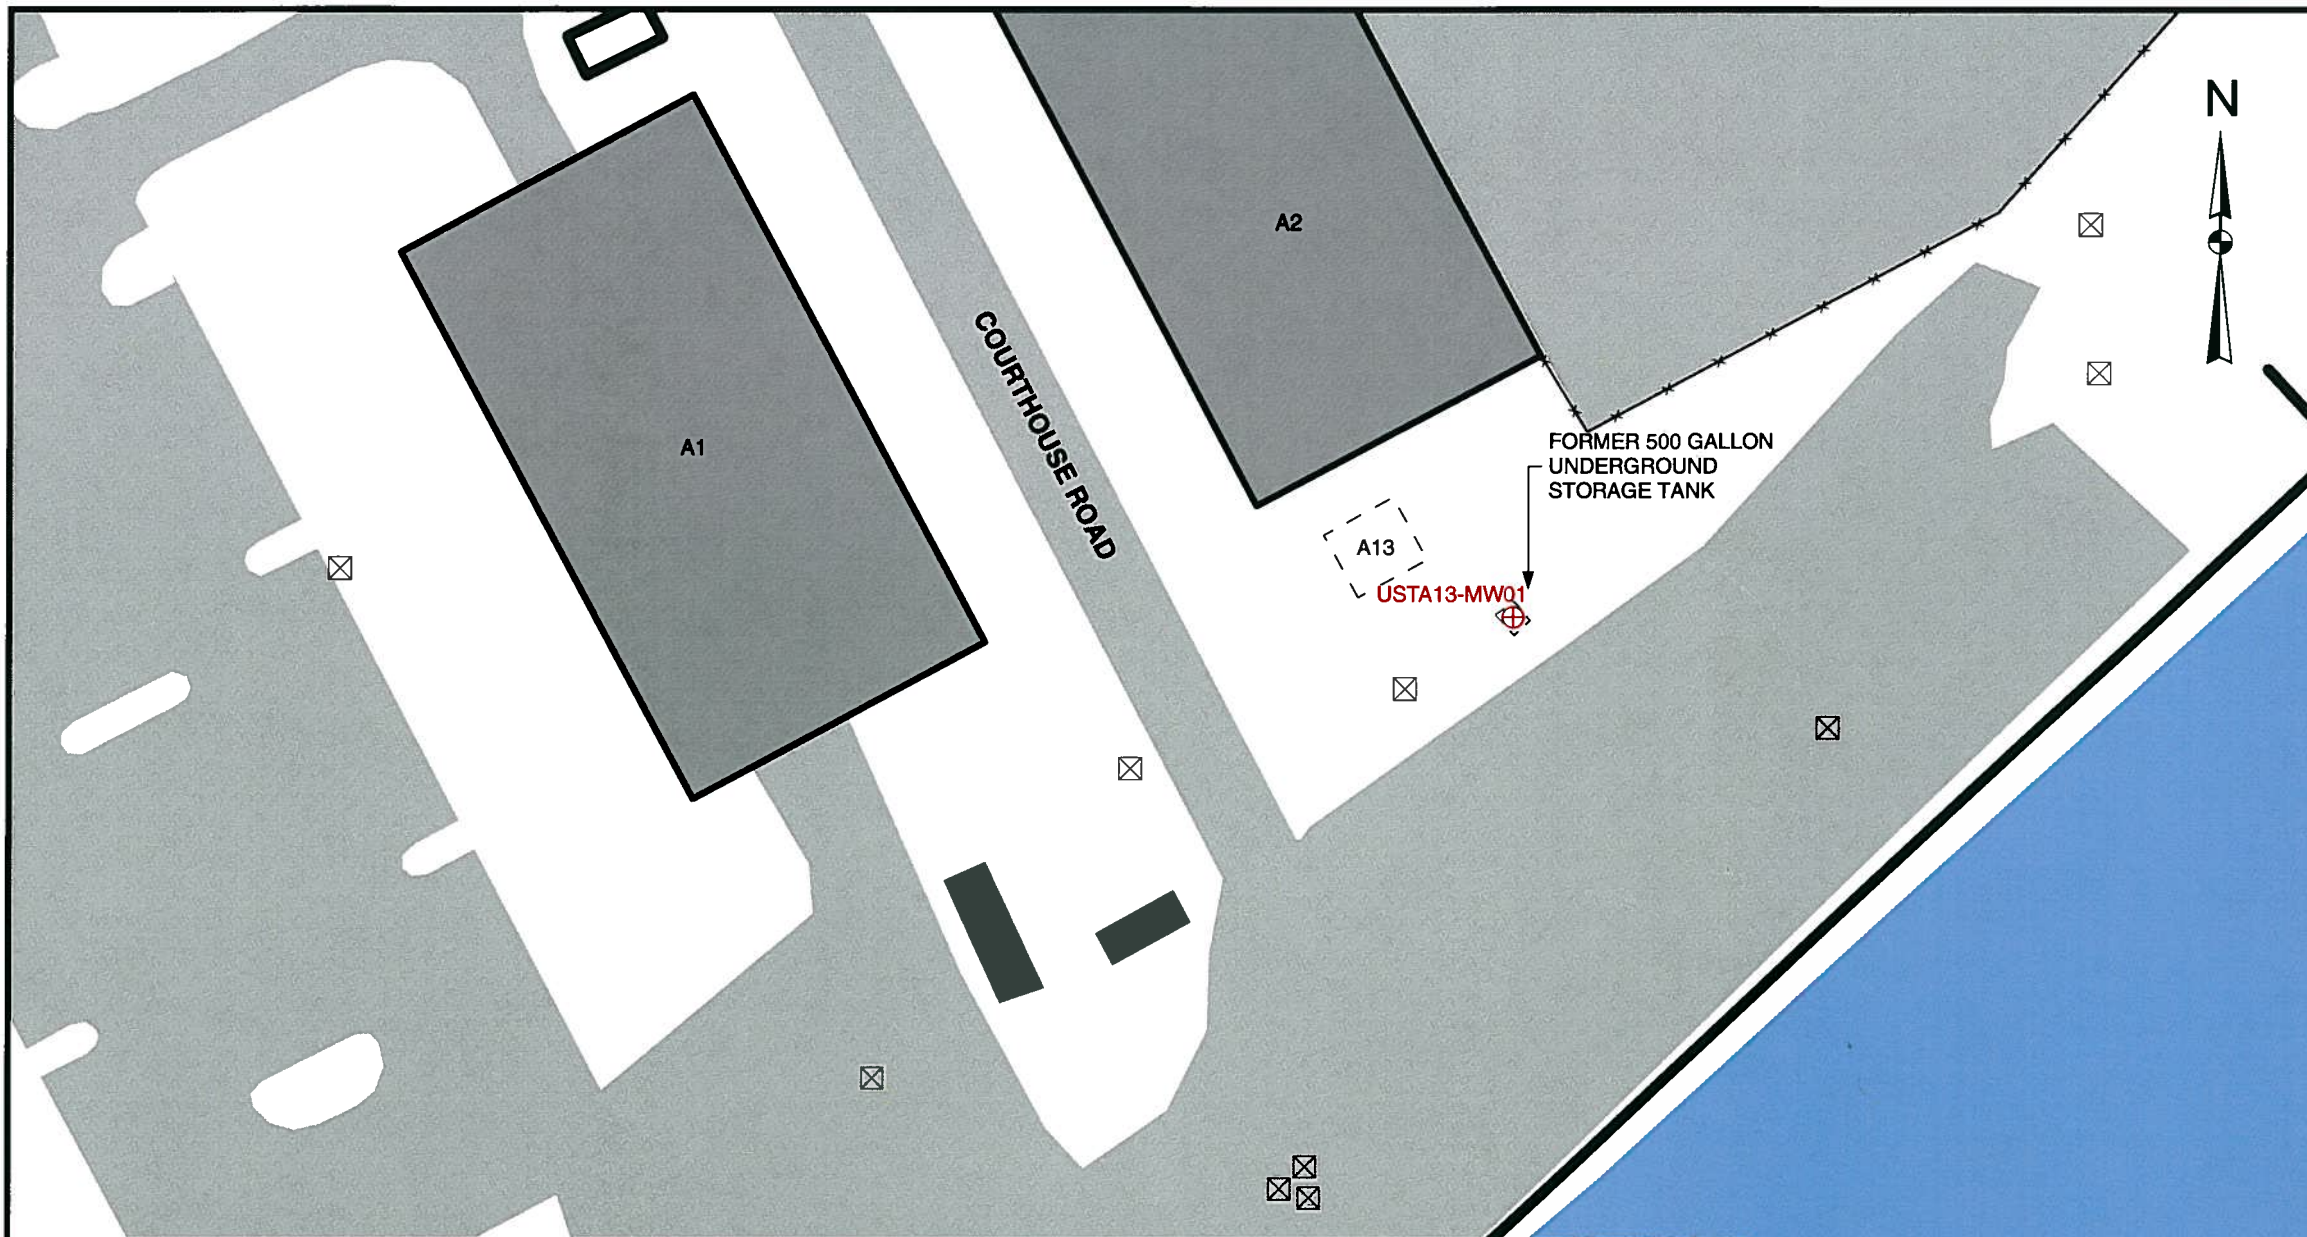 N
A2
A1
COURTHOUSE ROAD
FORMER 500 GALLON
UNDERGROUND
STORAGE TANK
A13
USTA13-MW01